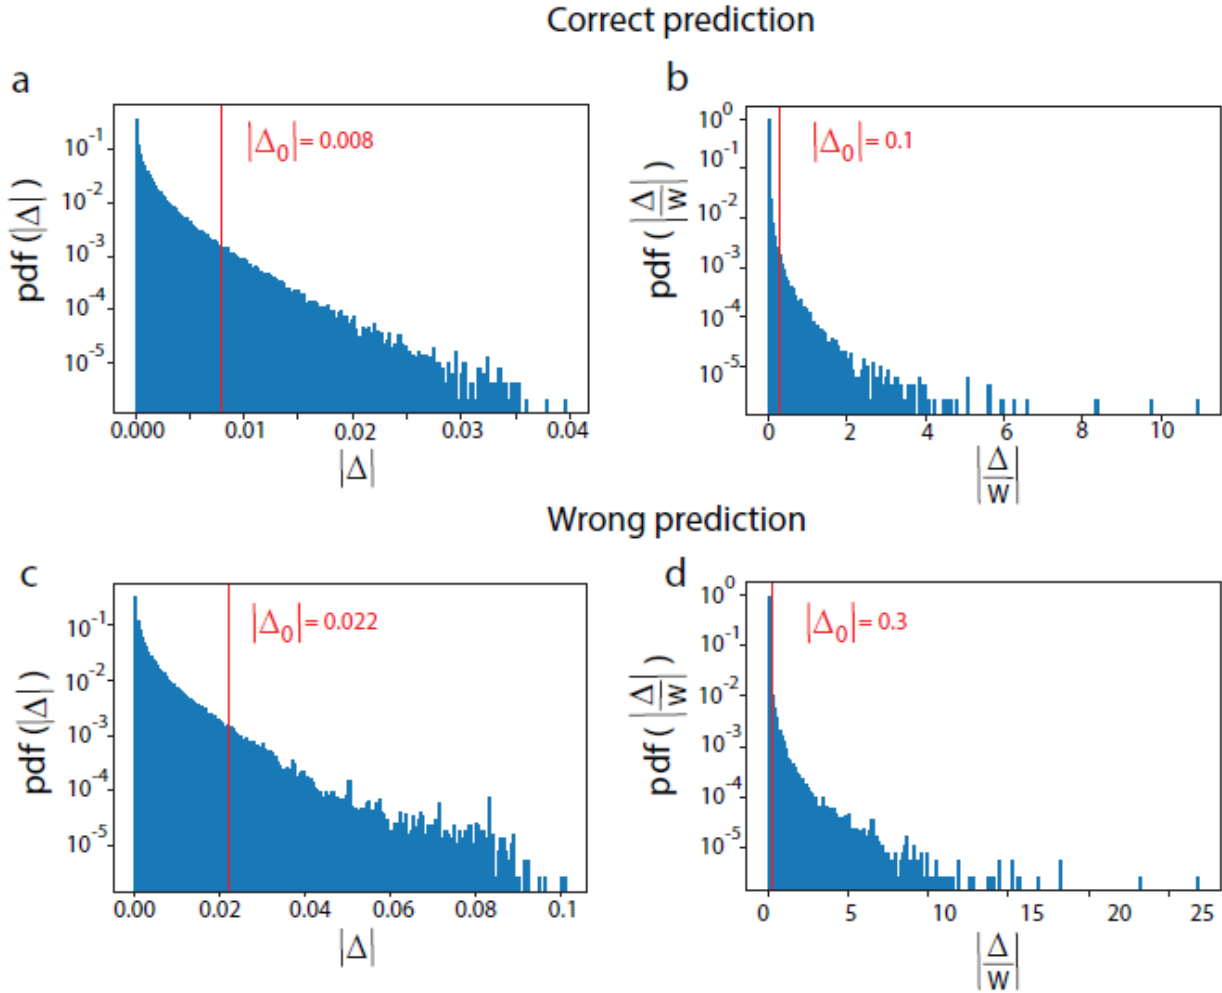 Correct prediction
a
10^-1
10^-2
10^-3
10^-4
10^-5
pdf (|Δ|)
|Δ_0| = 0.008
0.000 0.01 0.02 0.03 0.04
|Δ|
b
10^0
10^-1
10^-2
10^-3
10^-4
10^-5
pdf (|Δ/w|)
|Δ_0| = 0.1
0 2 4 6 8 10
|Δ/w|
Wrong prediction
c
10^-1
10^-2
10^-3
10^-4
10^-5
pdf (|Δ|)
|Δ_0| = 0.022
0.00 0.02 0.04 0.06 0.08 0.1
|Δ|
d
10^0
10^-1
10^-2
10^-3
10^-4
10^-5
pdf (|Δ/w|)
|Δ_0| = 0.3
0 5 10 15 20 25
|Δ/w|